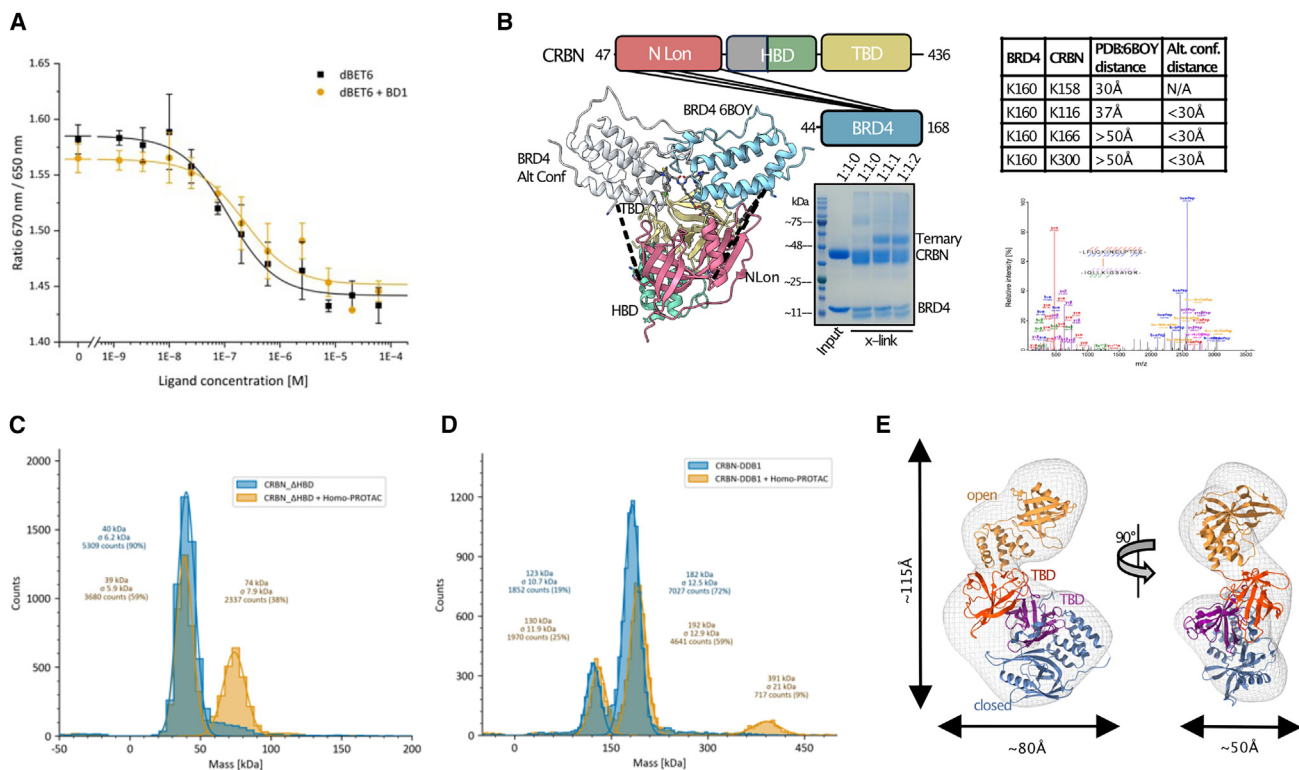 A
1.65
1.60
1.55
1.50
1.45
1.40
Ratio 670 nm / 650 nm
dBET6
dBET6 + BD1
0
1E-9
1E-8
1E-7
1E-6
1E-5
1E-4
Ligand concentration [M]
B
CRBN 47
N Lon
HBD
TBD
436
BRD4 6BOY
44
BRD4
168
BRD4
Alt Conf
TBD
NLon
HBD
1:1:0
1:1:0
1:1:1
1:1:2
kDa
~75
~48
~25
~11
Ternary
CRBN
BRD4
Input
x-link
BRD4 CRBN PDB:6BOY distance Alt. conf. distance
K160 K158 30Å N/A
K160 K116 37Å <30Å
K160 K166 >50Å <30Å
K160 K300 >50Å <30Å
Relative intensity [%]
m/z
500 1000 1500 2000 2500 3000 3500
C
2000
1500
1000
500
0
Counts
CRBN_ΔHBD
CRBN_ΔHBD + Homo-PROTAC
40 kDa
σ 6.2 kDa
5309 counts (90%)
39 kDa
σ 5.9 kDa
3680 counts (59%)
74 kDa
σ 7.9 kDa
2337 counts (38%)
-50 0 50 100 150 200
Mass [kDa]
D
1200
900
600
300
0
Counts
CRBN-DDB1
CRBN-DDB1 + Homo-PROTAC
123 kDa
σ 10.7 kDa
1852 counts (19%)
130 kDa
σ 11.9 kDa
1970 counts (25%)
182 kDa
σ 12.5 kDa
7027 counts (72%)
192 kDa
σ 12.9 kDa
4641 counts (59%)
391 kDa
σ 21 kDa
717 counts (9%)
0 150 300 450
Mass [kDa]
E
~115Å
open
TBD
TBD
closed
90°
~80Å
~50Å